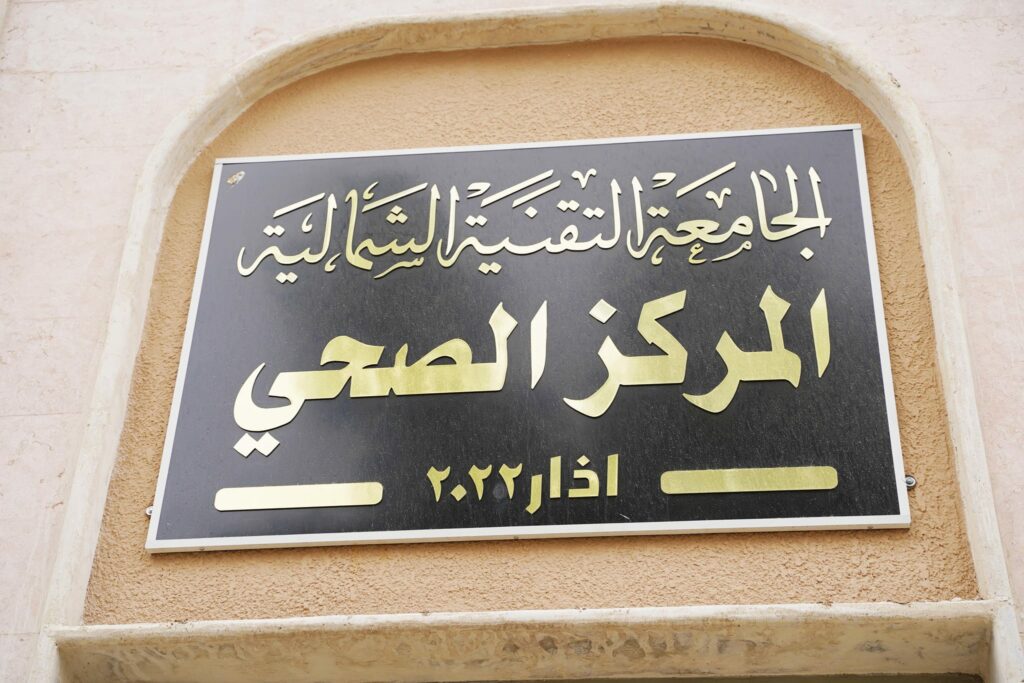 الجامعة التقنية الشمالية
المركز الصحي
اذار ٢٠٢٢